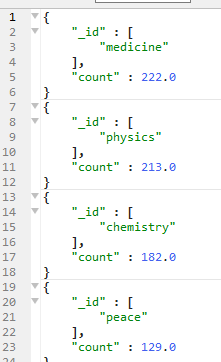 1 {
2 "_id" : [
3 "medicine"
4 ],
5 "count" : 222.0
6 }
7 {
8 "_id" : [
9 "physics"
10 ],
11 "count" : 213.0
12 }
13 {
14 "_id" : [
15 "chemistry"
16 ],
17 "count" : 182.0
18 }
19 {
20 "_id" : [
21 "peace"
22 ],
23 "count" : 129.0